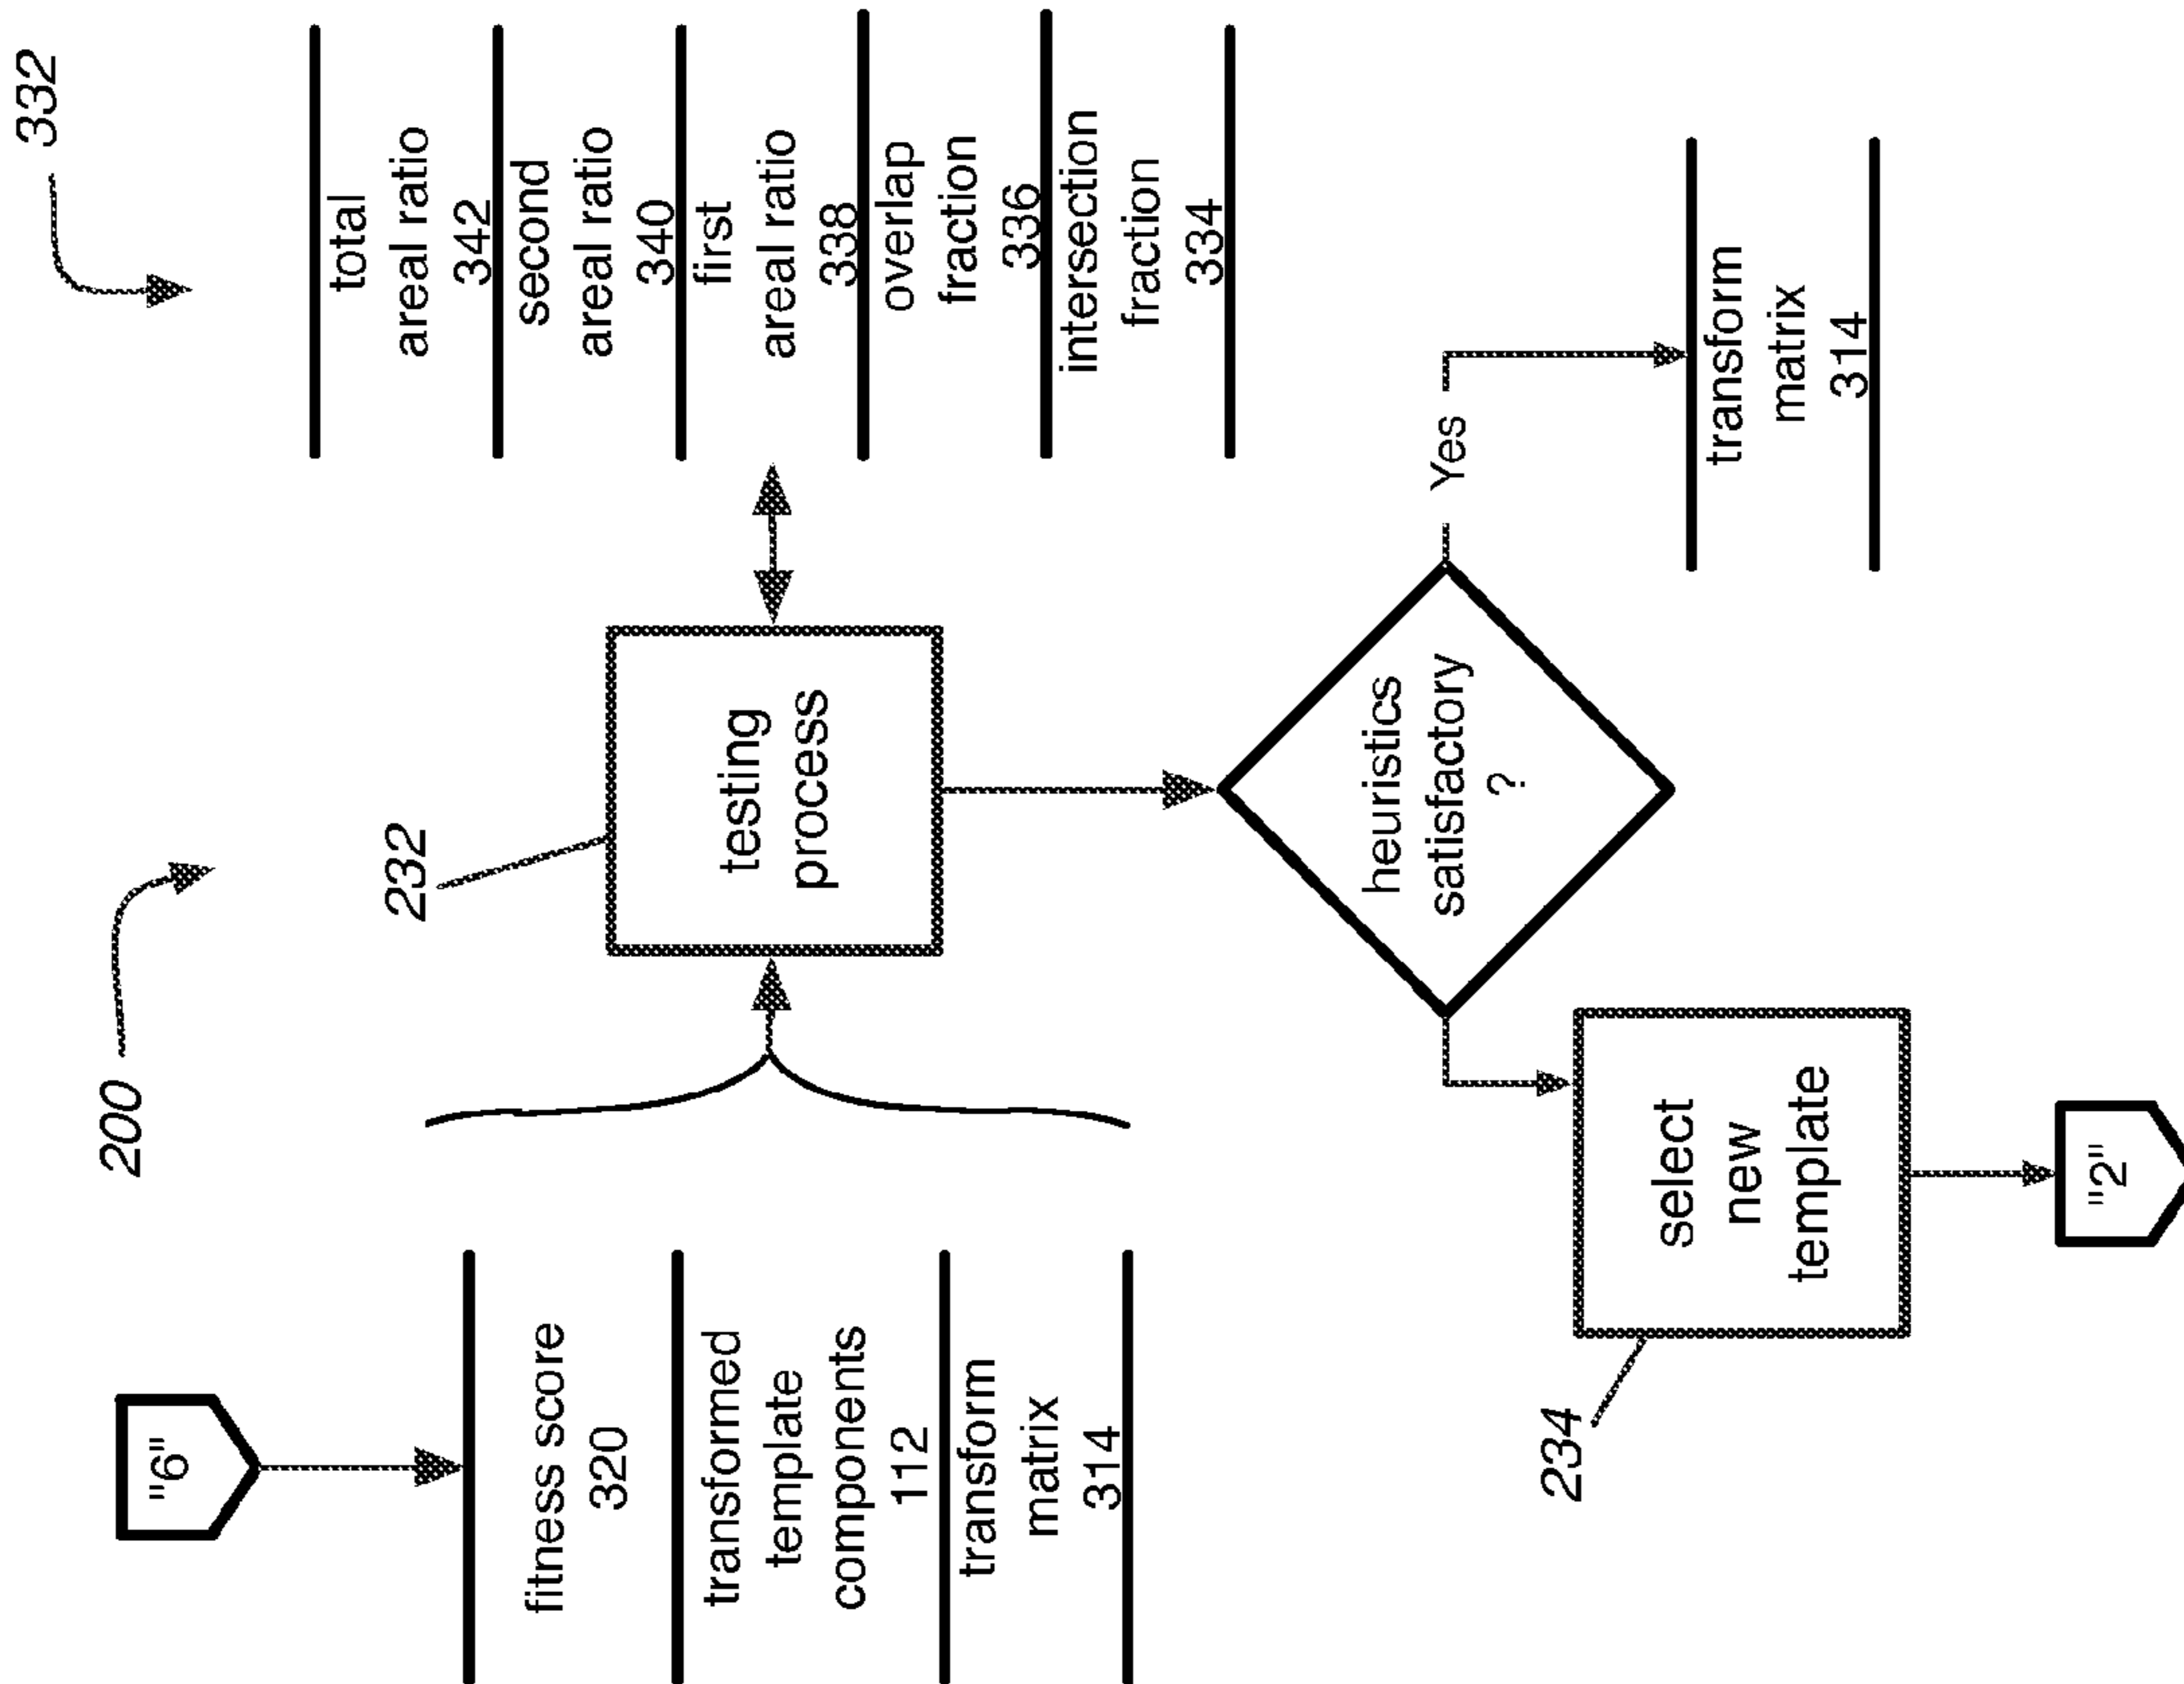 200
332
"6"
fitness score
320
transformed
template
components
112
transform
matrix
314
232
testing
process
total
areal ratio
342
second
areal ratio
340
first
areal ratio
338
overlap
fraction
336
intersection
fraction
334
heuristics
satisfactory
?
Yes
transform
matrix
314
234
select
new
template
"2"